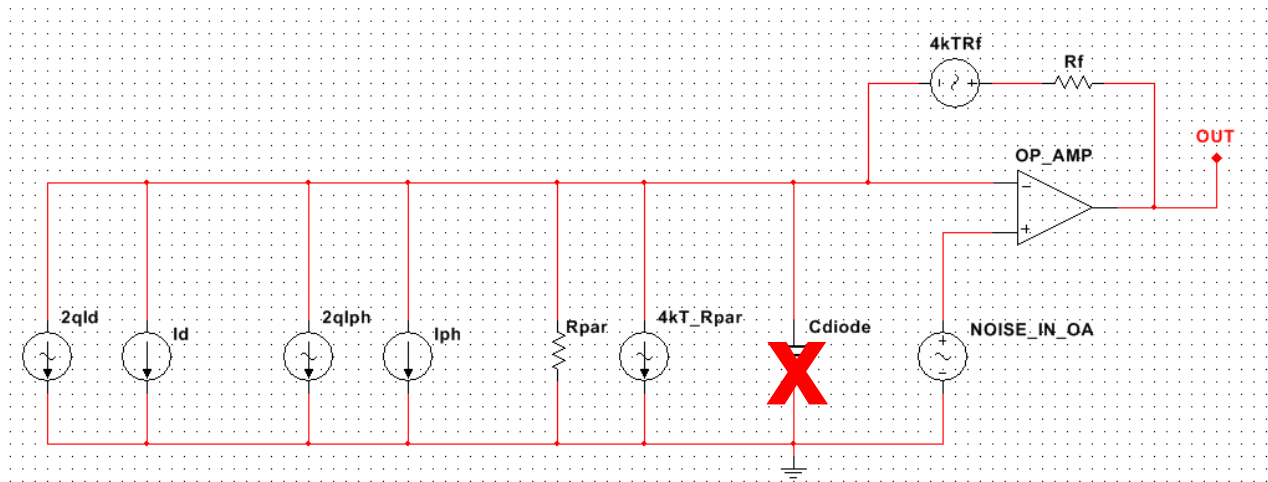 4kTRf
Rf
OUT
OP_AMP
2qId
Id
2qIph
Iph
Rpar
4kT_Rpar
Cdiode
NOISE_IN_OA
X